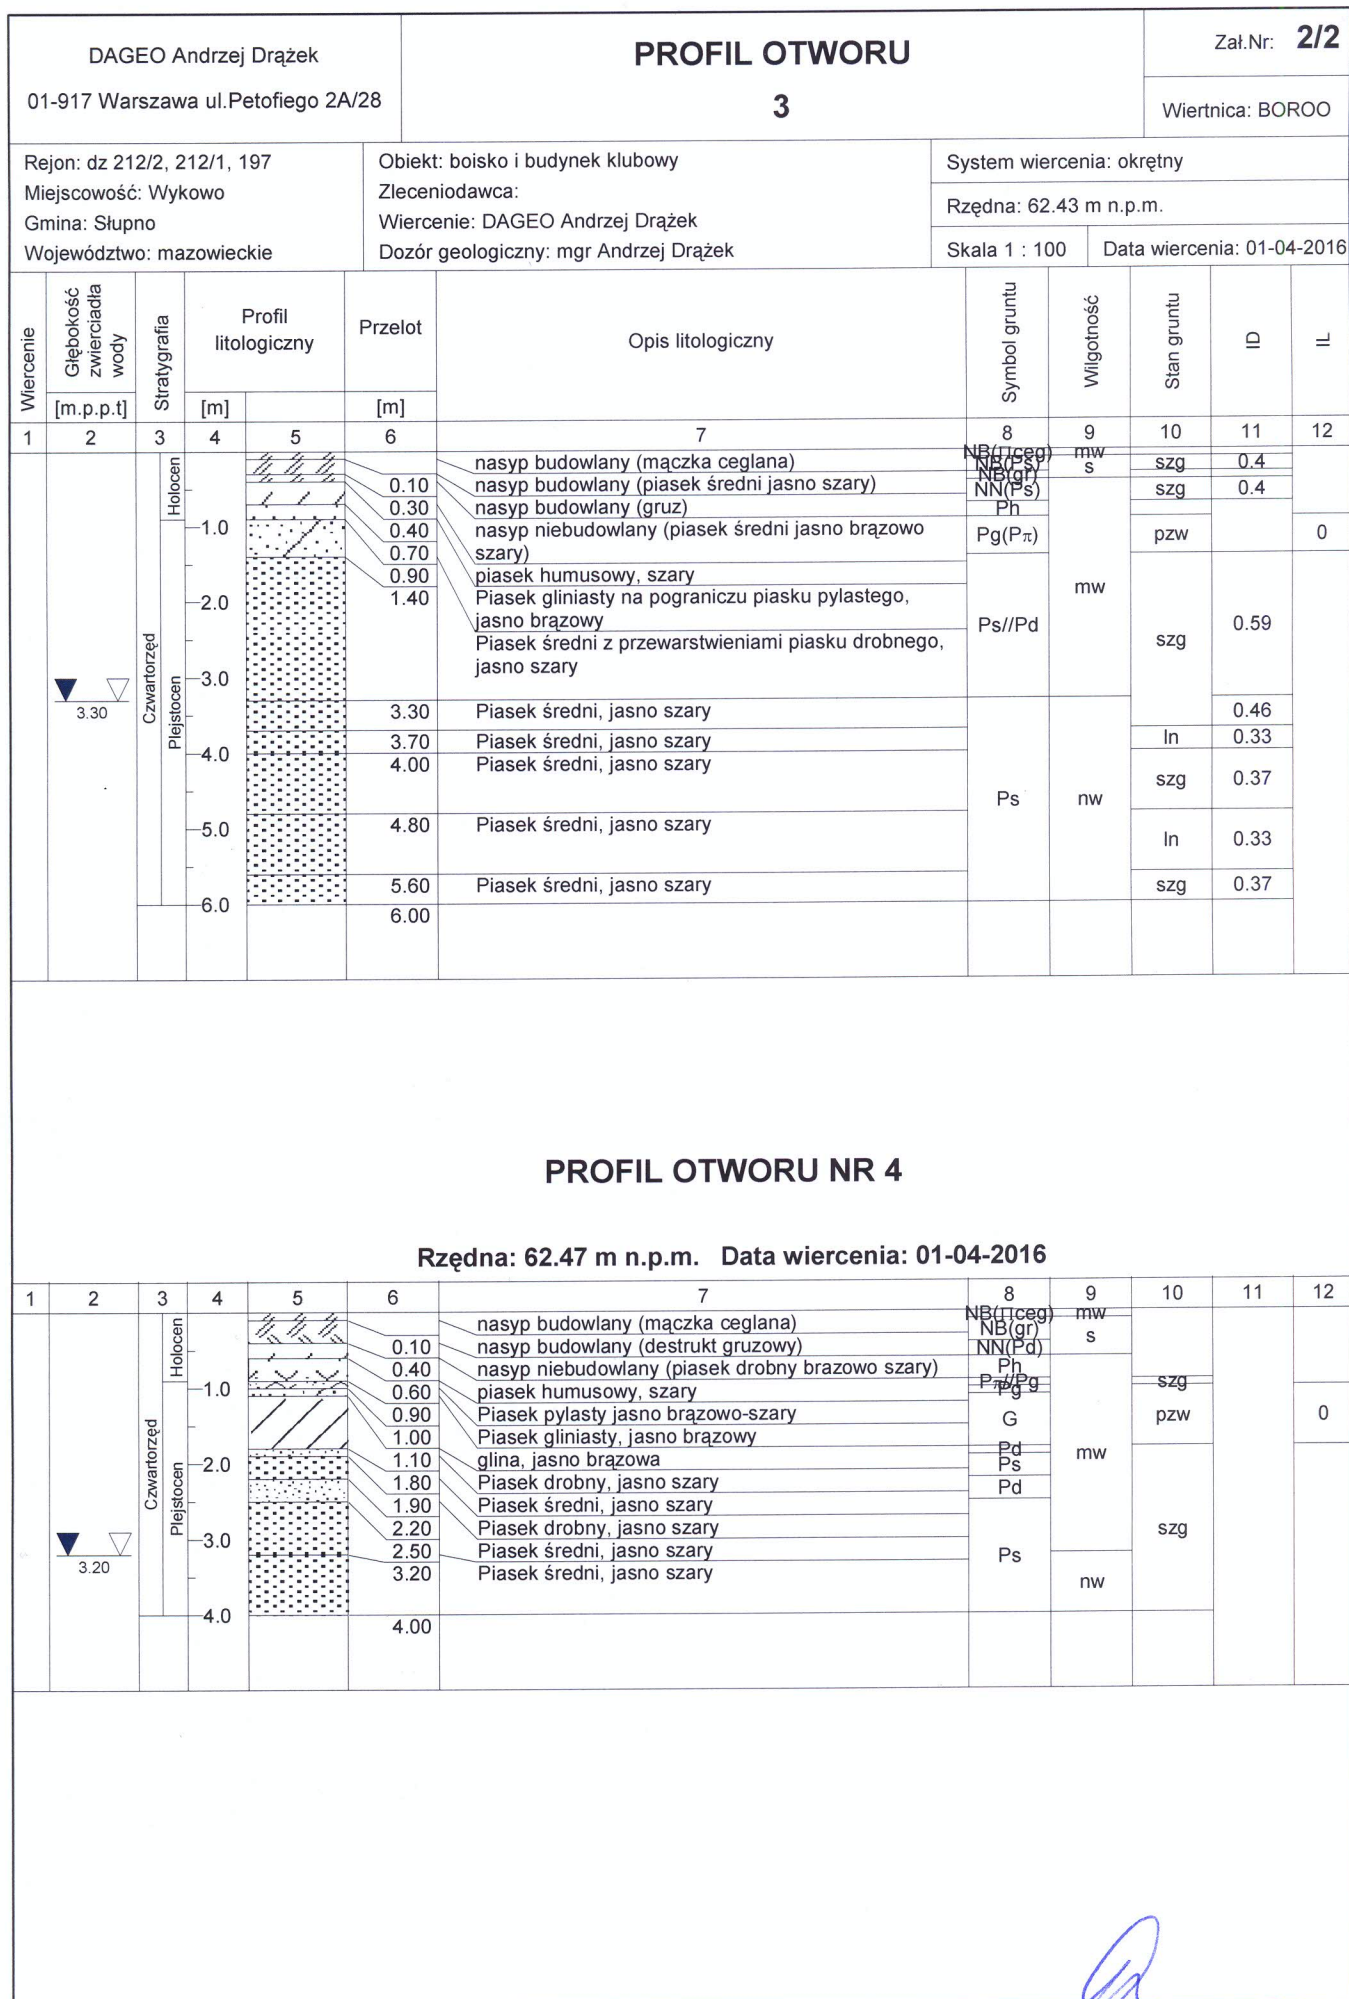 DAGEO Andrzej Drążek
01-917 Warszawa ul.Petofiego 2A/28
PROFIL OTWORU
3
Zał.Nr: 2/2
Wiertnica: BOROO
Rejon: dz 212/2, 212/1, 197
Miejscowość: Wykowo
Gmina: Słupno
Województwo: mazowieckie
Obiekt: boisko i budynek klubowy
Zleceniodawca:
Wiercenie: DAGEO Andrzej Drążek
Dozór geologiczny: mgr Andrzej Drążek
System wiercenia: okrętny
Rzędna: 62.43 m n.p.m.
Skala 1 : 100 Data wiercenia: 01-04-2016
Wiercenie
Głębokość
zwierciadła
wody
[m.p.p.t]
Stratygrafia
Profil
litologiczny
[m]
Przelot
[m]
Opis litologiczny
Symbol gruntu
Wilgotność
Stan gruntu
ID
IL
1 2 3 4 5 6 7 8 9 10 11 12
3.30
Czwartorzęd
Holocen
Plejstocen
1.0
2.0
3.0
4.0
5.0
6.0
0.10
0.30
0.40
0.70
0.90
1.40
3.30
3.70
4.00
4.80
5.60
6.00
nasyp budowlany (mączka ceglana)
nasyp budowlany (piasek średni jasno szary)
nasyp budowlany (gruz)
nasyp niebudowlany (piasek średni jasno brązowo
szary)
piasek humusowy, szary
Piasek gliniasty na pograniczu piasku pylastego,
jasno brązowy
Piasek średni z przewarstwieniami piasku drobnego,
jasno szary
Piasek średni, jasno szary
Piasek średni, jasno szary
Piasek średni, jasno szary
Piasek średni, jasno szary
Piasek średni, jasno szary
NB(Πceg)
NB(Ps)
NB(gr)
NN(Ps)
Ph
Pg(Pπ)
Ps//Pd
Ps
mw
s
mw
nw
szg
szg
pzw
szg
ln
szg
ln
szg
0.4
0.4
0.59
0.46
0.33
0.37
0.33
0.37
0
PROFIL OTWORU NR 4
Rzędna: 62.47 m n.p.m. Data wiercenia: 01-04-2016
1 2 3 4 5 6 7 8 9 10 11 12
3.20
Czwartorzęd
Holocen
Plejstocen
1.0
2.0
3.0
4.0
0.10
0.40
0.60
0.90
1.00
1.10
1.80
1.90
2.20
2.50
3.20
4.00
nasyp budowlany (mączka ceglana)
nasyp budowlany (destrukt gruzowy)
nasyp niebudowlany (piasek drobny brazowo szary)
piasek humusowy, szary
Piasek pylasty jasno brązowo-szary
Piasek gliniasty, jasno brązowy
glina, jasno brązowa
Piasek drobny, jasno szary
Piasek średni, jasno szary
Piasek drobny, jasno szary
Piasek średni, jasno szary
Piasek średni, jasno szary
NB(Πceg)
NB(gr)
NN(Pd)
Ph
Pπ//Pg
Pg
G
Pd
Ps
Pd
Ps
mw
s
mw
nw
szg
pzw
szg
0